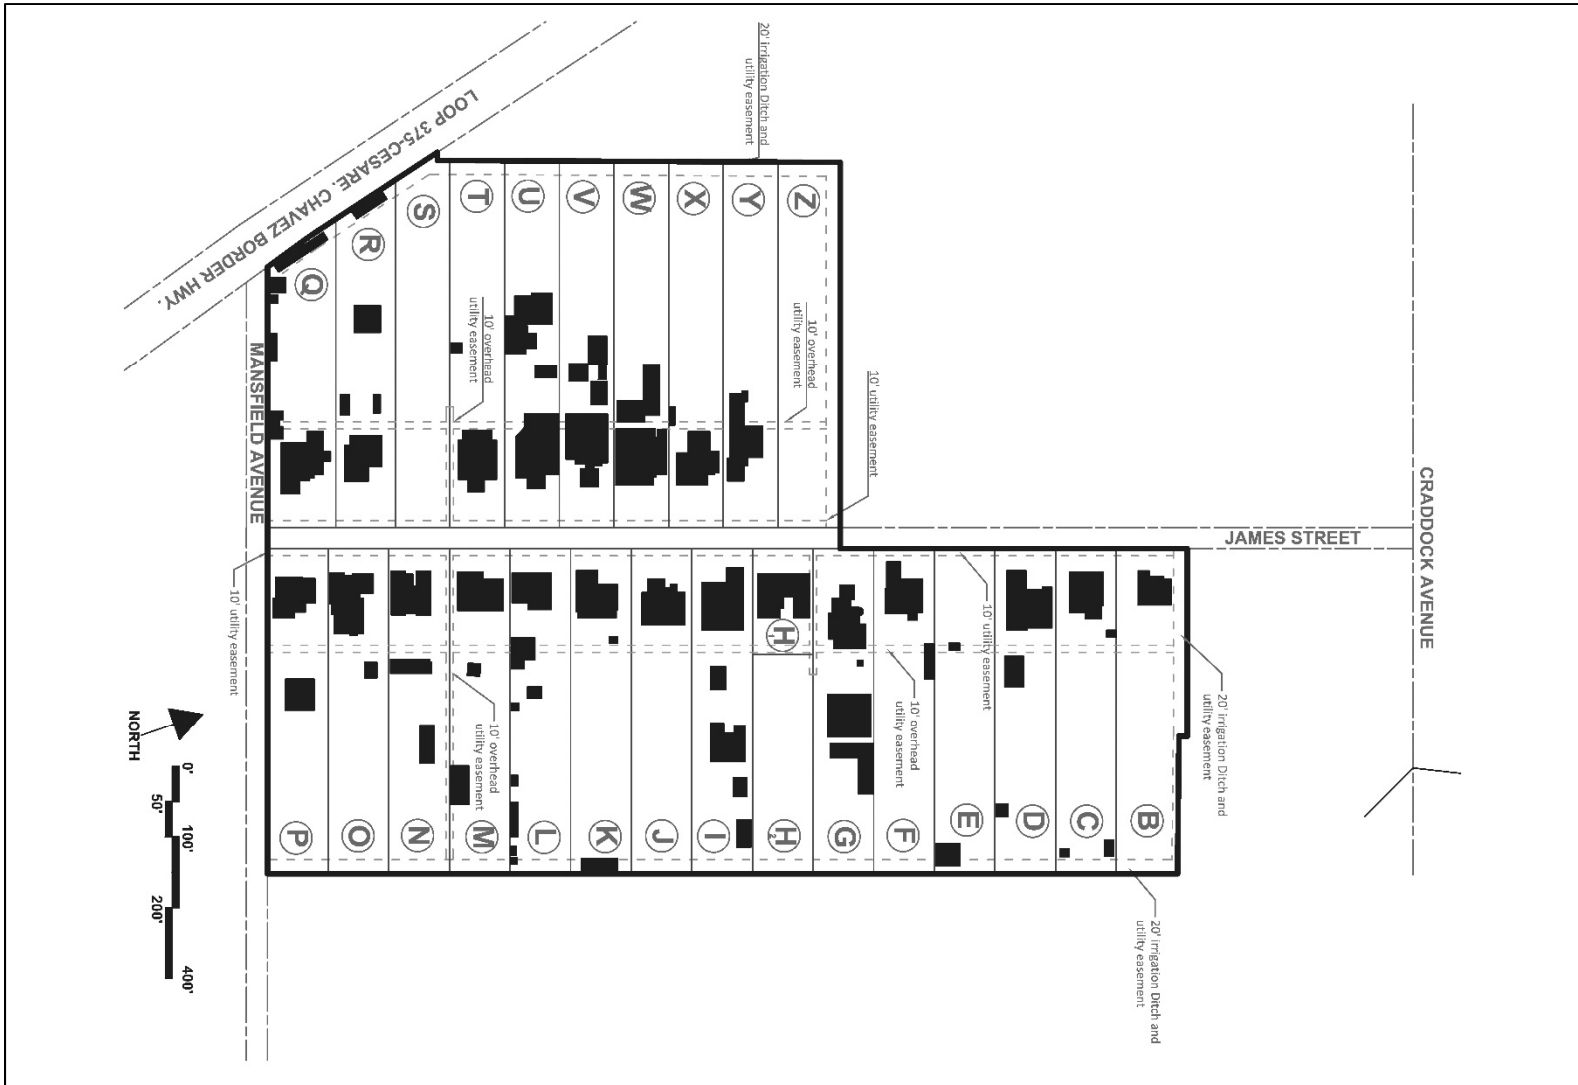 20' irrigation Ditch and
utility easement
LOOP 375-CESARE. CHAVEZ BORDER HWY.
Z
Y
X
W
V
U
T
S
R
Q
10' overhead
utility easement
10' overhead
utility easement
10' utility easement
MANSFIELD AVENUE
JAMES STREET
CRADDOCK AVENUE
10' utility easement
10' utility easement
H1
10' overhead
utility easement
10' overhead
utility easement
20' irrigation Ditch and
utility easement
P
O
N
M
L
K
J
I
H2
G
F
E
D
C
B
20' irrigation Ditch and
utility easement
NORTH
0'
50'
100'
200'
400'